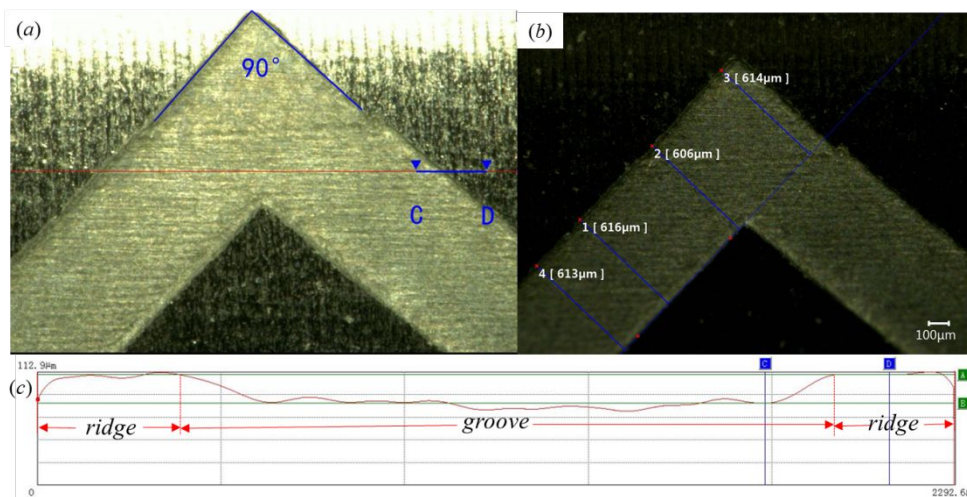 (a)
90°
C
D
(b)
3 [ 614μm ]
2 [ 606μm ]
1 [ 616μm ]
4 [ 613μm ]
100μm
(c)
112.9μm
C
D
A
B
ridge
groove
ridge
0